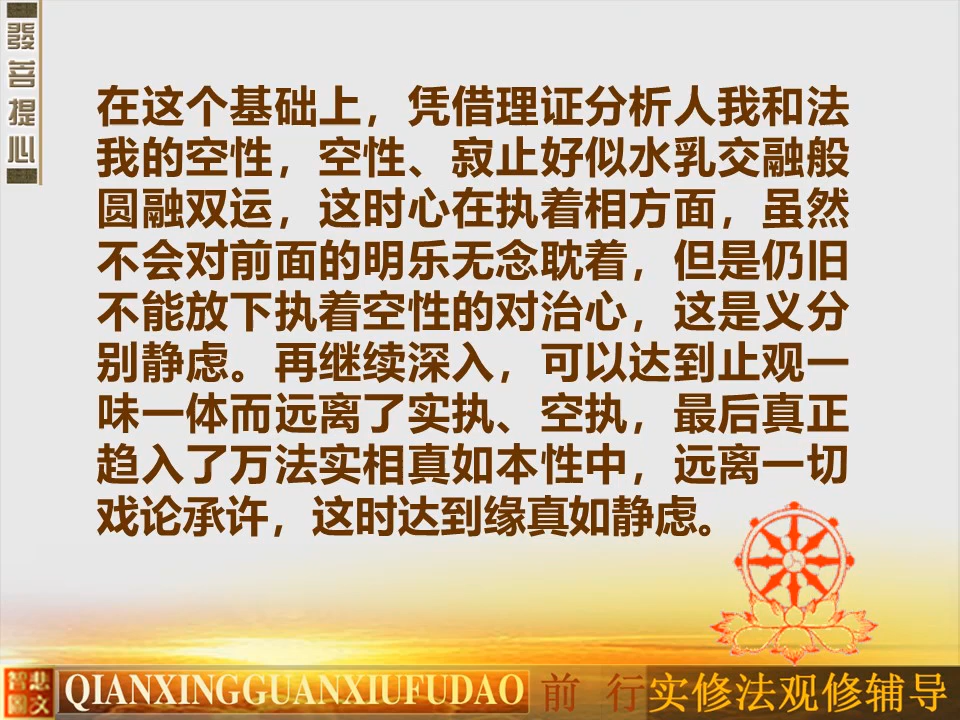 發菩提心
在这个基础上，凭借理证分析人我和法
我的空性，空性、寂止好似水乳交融般
圆融双运，这时心在执着相方面，虽然
不会对前面的明乐无念耽着，但是仍旧
不能放下执着空性的对治心，这是义分
别静虑。再继续深入，可以达到止观一
味一体而远离了实执、空执，最后真正
趋入了万法实相真如本性中，远离一切
戏论承许，这时达到缘真如静虑。
QIANXINGGUANXIUFUDAO 前 行 实修法观修辅导